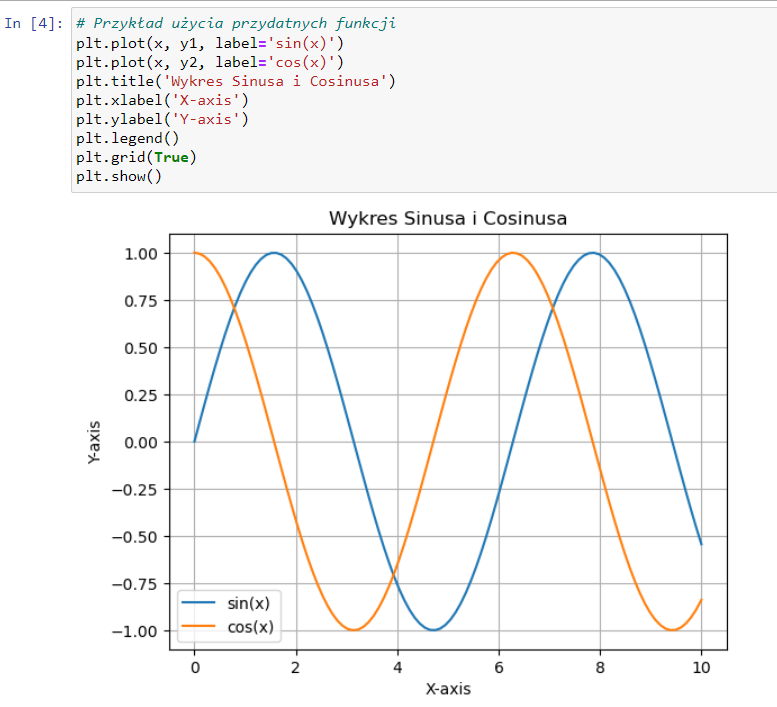 In [4]: # Przykład użycia przydatnych funkcji
plt.plot(x, y1, label='sin(x)')
plt.plot(x, y2, label='cos(x)')
plt.title('Wykres Sinusa i Cosinusa')
plt.xlabel('X-axis')
plt.ylabel('Y-axis')
plt.legend()
plt.grid(True)
plt.show()
Wykres Sinusa i Cosinusa
1.00
0.75
0.50
0.25
0.00
−0.25
−0.50
−0.75
−1.00
Y-axis
sin(x)
cos(x)
0 2 4 6 8 10
X-axis